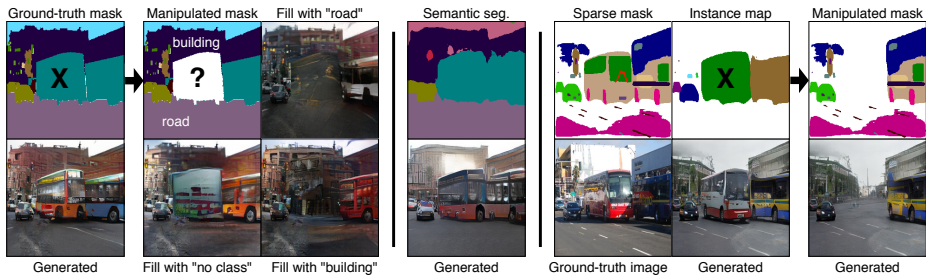 Ground-truth mask
Manipulated mask
Fill with "road"
Semantic seg.
Sparse mask
Instance map
Manipulated mask
X
building
?
road
X
Generated
Fill with "no class"
Fill with "building"
Generated
Ground-truth image
Generated
Generated